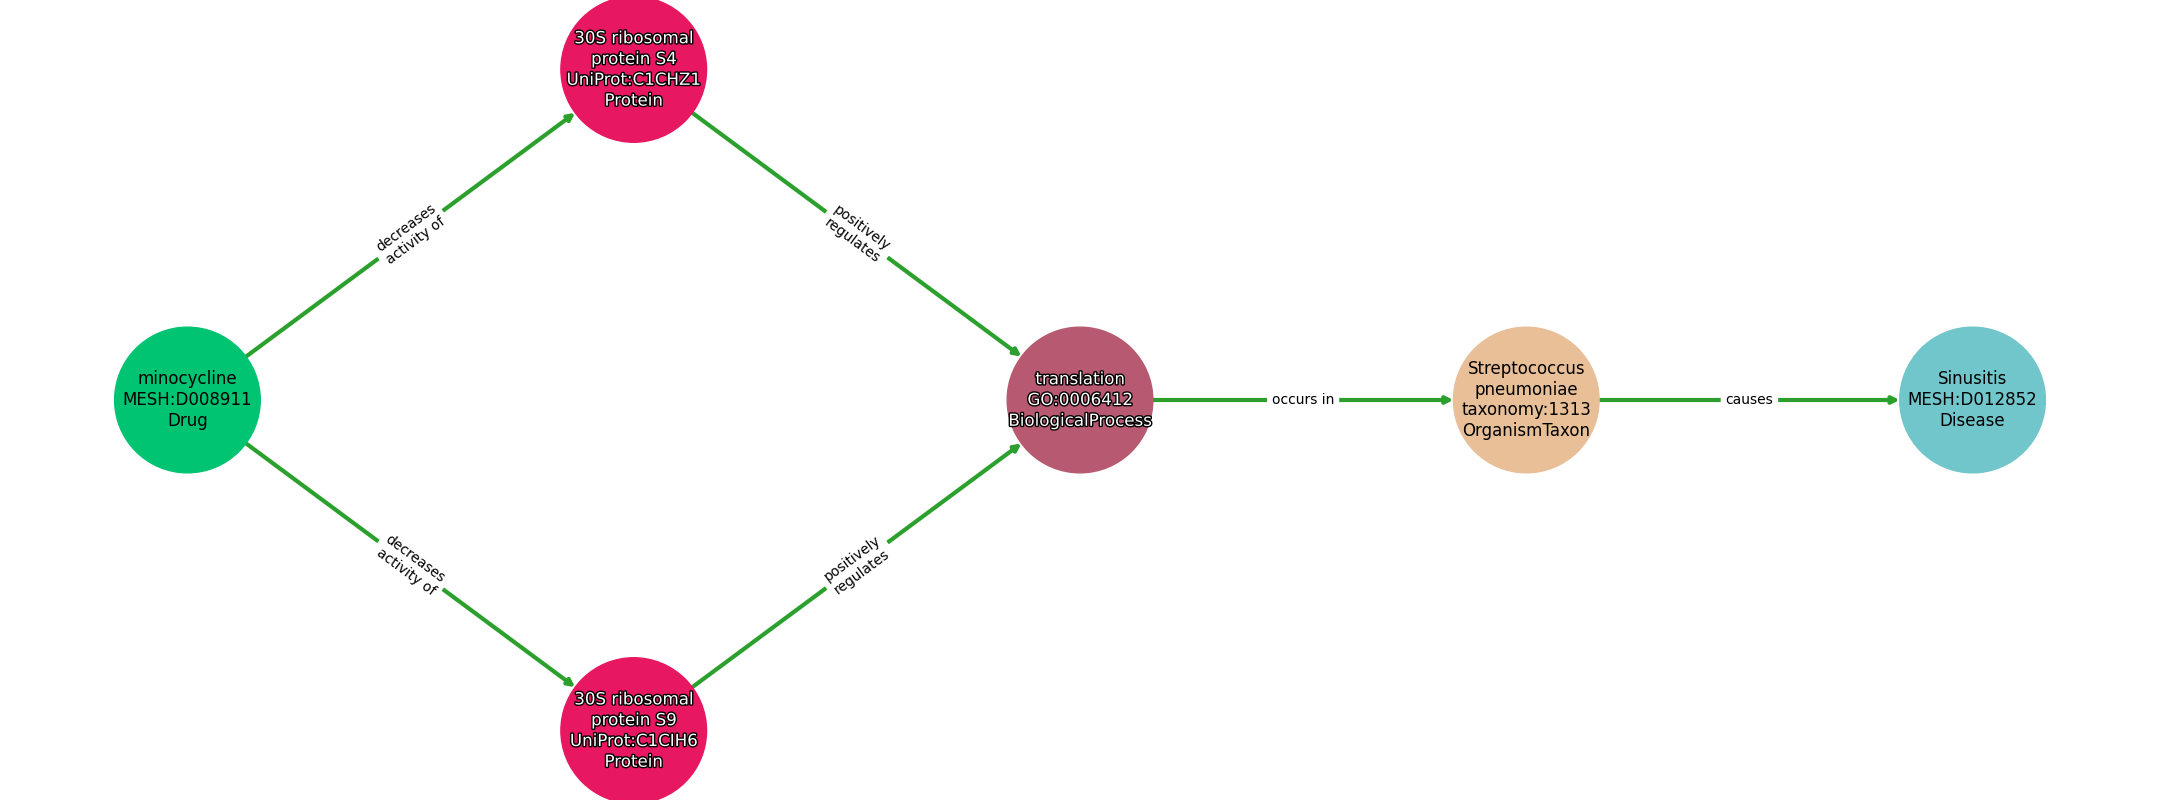 30S ribosomal
protein S4
UniProt:C1CHZ1
Protein
decreases
activity of
positively
regulates
minocycline
MESH:D008911
Drug
translation
GO:0006412
BiologicalProcess
occurs in
Streptococcus
pneumoniae
taxonomy:1313
OrganismTaxon
causes
Sinusitis
MESH:D012852
Disease
decreases
activity of
positively
regulates
30S ribosomal
protein S9
UniProt:C1CIH6
Protein